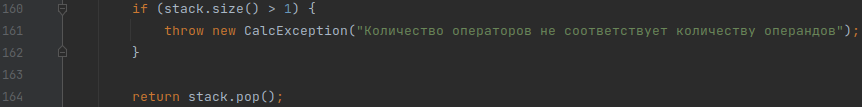 160 if (stack.size() > 1) {
161 throw new CalcException("Количество операторов не соответствует количеству операндов");
162 }
163
164 return stack.pop();